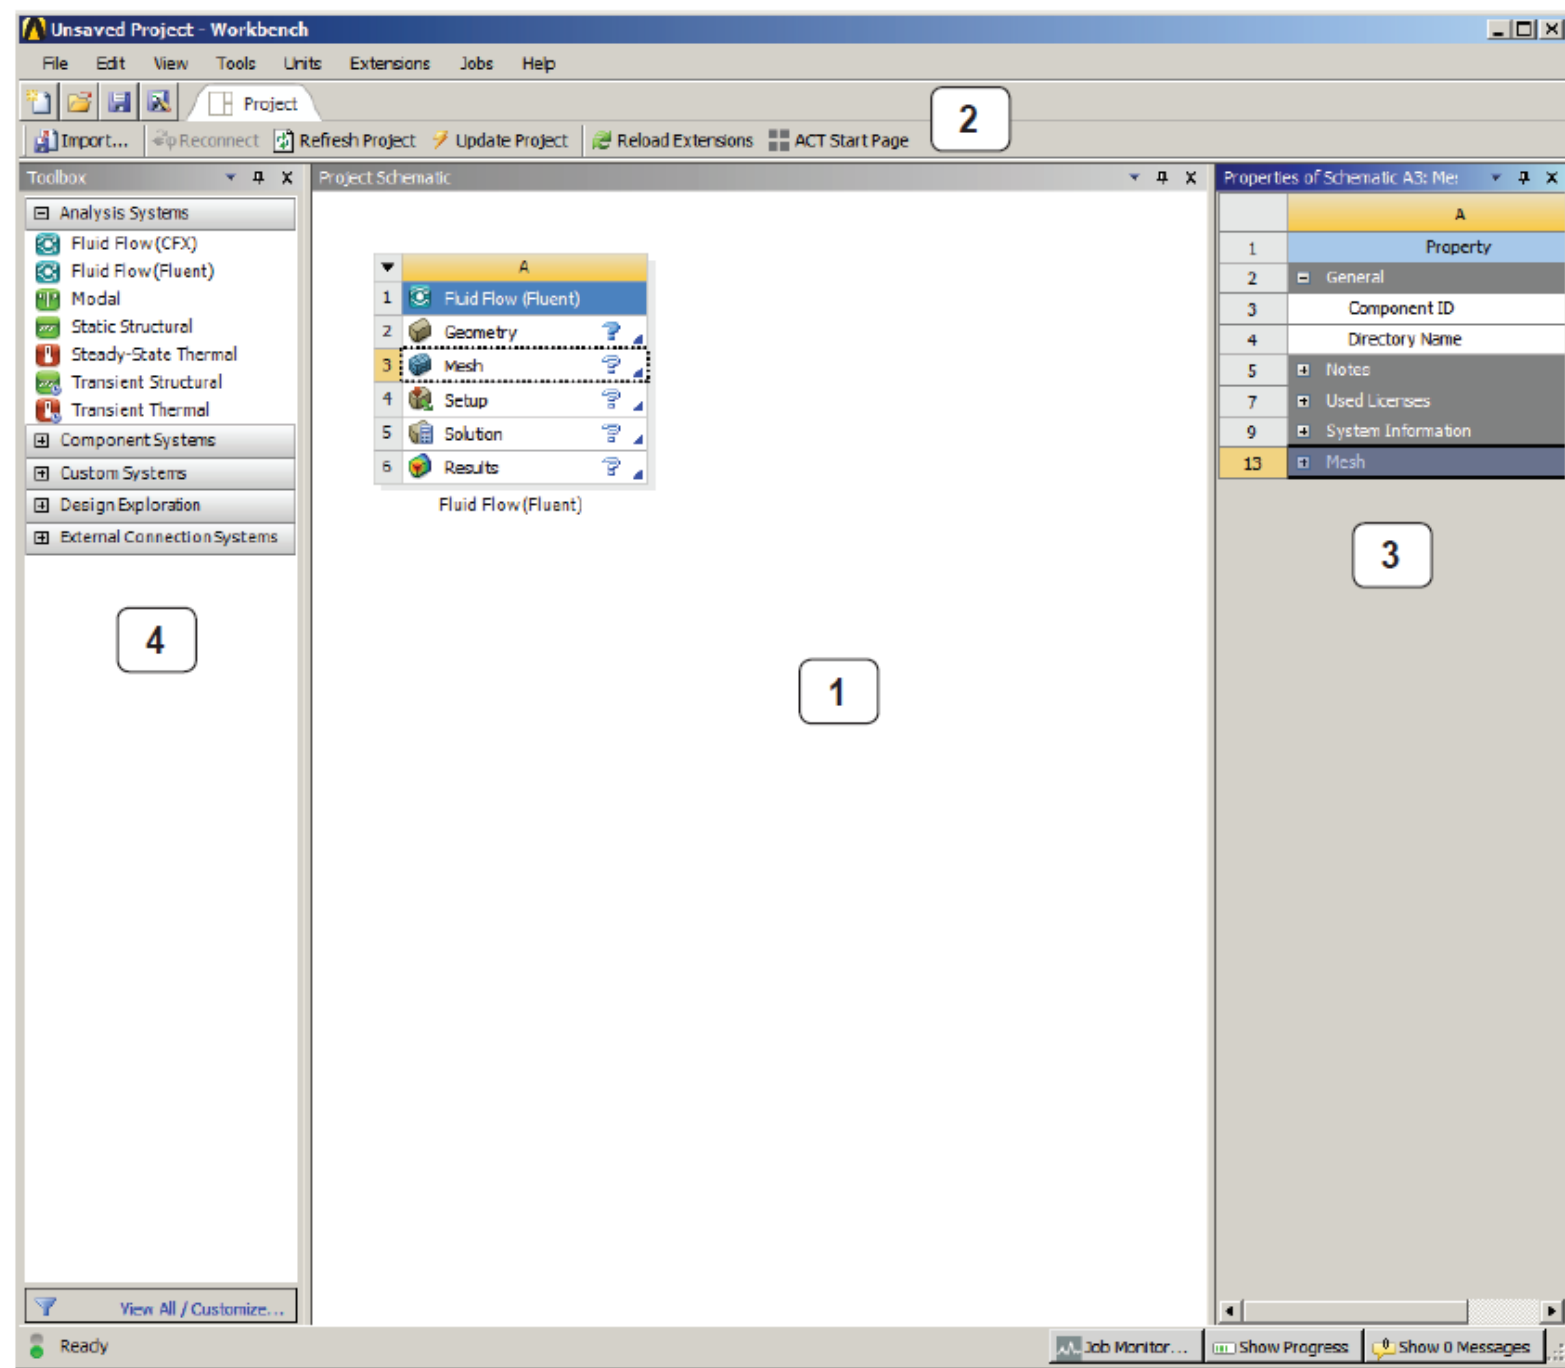 Unsaved Project - Workbench
File Edit View Tools Units Extensions Jobs Help
Project
2
Import... Reconnect Refresh Project Update Project Reload Extensions ACT Start Page
Toolbox
Analysis Systems
Fluid Flow (CFX)
Fluid Flow (Fluent)
Modal
Static Structural
Steady-State Thermal
Transient Structural
Transient Thermal
Component Systems
Custom Systems
Design Exploration
External Connection Systems
4
View All / Customize...
Project Schematic
A
1 Fluid Flow (Fluent)
2 Geometry
3 Mesh
4 Setup
5 Solution
6 Results
Fluid Flow (Fluent)
1
Properties of Schematic A3: Me
A
1 Property
2 General
3 Component ID
4 Directory Name
5 Notes
7 Used Licenses
9 System Information
13 Mesh
3
Ready
Job Monitor... Show Progress Show 0 Messages